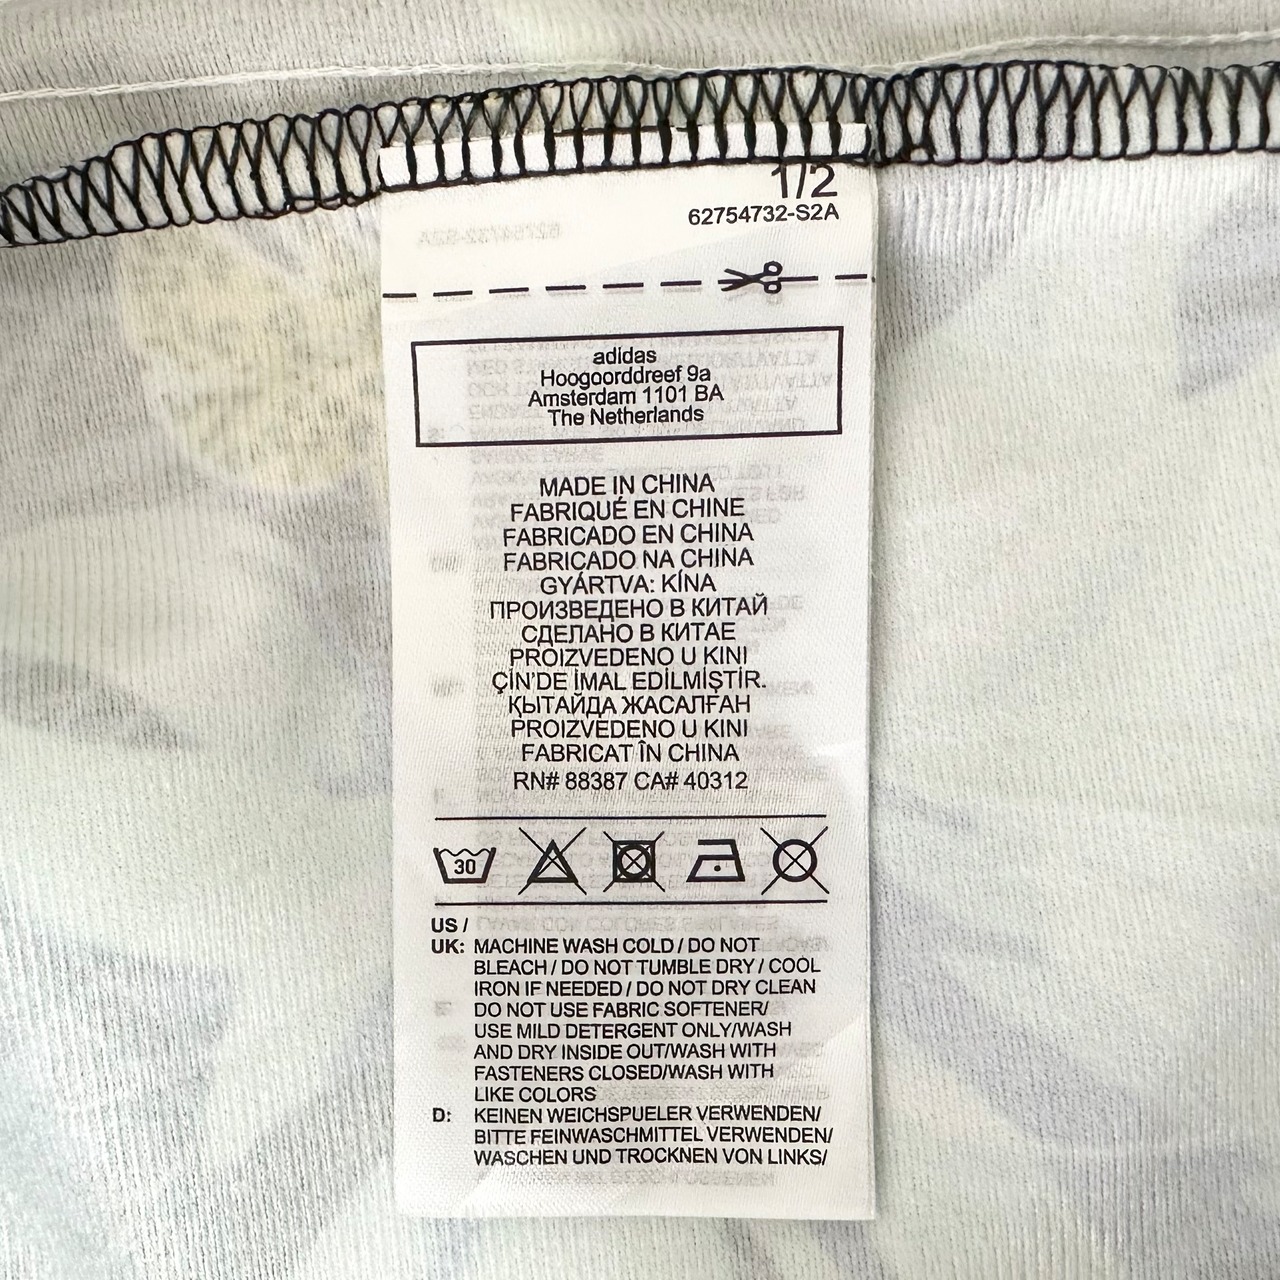 1/2
62754732-S2A
adidas
Hoogoorddreef 9a
Amsterdam 1101 BA
The Netherlands
MADE IN CHINA
FABRIQUÉ EN CHINE
FABRICADO EN CHINA
FABRICADO NA CHINA
GYÁRTVA: KÍNA
ПРОИЗВЕДЕНО В КИТАЙ
СДЕЛАНО В КИТАЕ
PROIZVEDENO U KINI
ÇİN'DE İMAL EDİLMİŞTİR.
ҚЫТАЙДА ЖАСАЛҒАН
PROIZVEDENO U KINI
FABRICAT ÎN CHINA
RN# 88387 CA# 40312
30
US /
UK: MACHINE WASH COLD / DO NOT
BLEACH / DO NOT TUMBLE DRY / COOL
IRON IF NEEDED / DO NOT DRY CLEAN
DO NOT USE FABRIC SOFTENER/
USE MILD DETERGENT ONLY/WASH
AND DRY INSIDE OUT/WASH WITH
FASTENERS CLOSED/WASH WITH
LIKE COLORS
D: KEINEN WEICHSPUELER VERWENDEN/
BITTE FEINWASCHMITTEL VERWENDEN/
WASCHEN UND TROCKNEN VON LINKS/